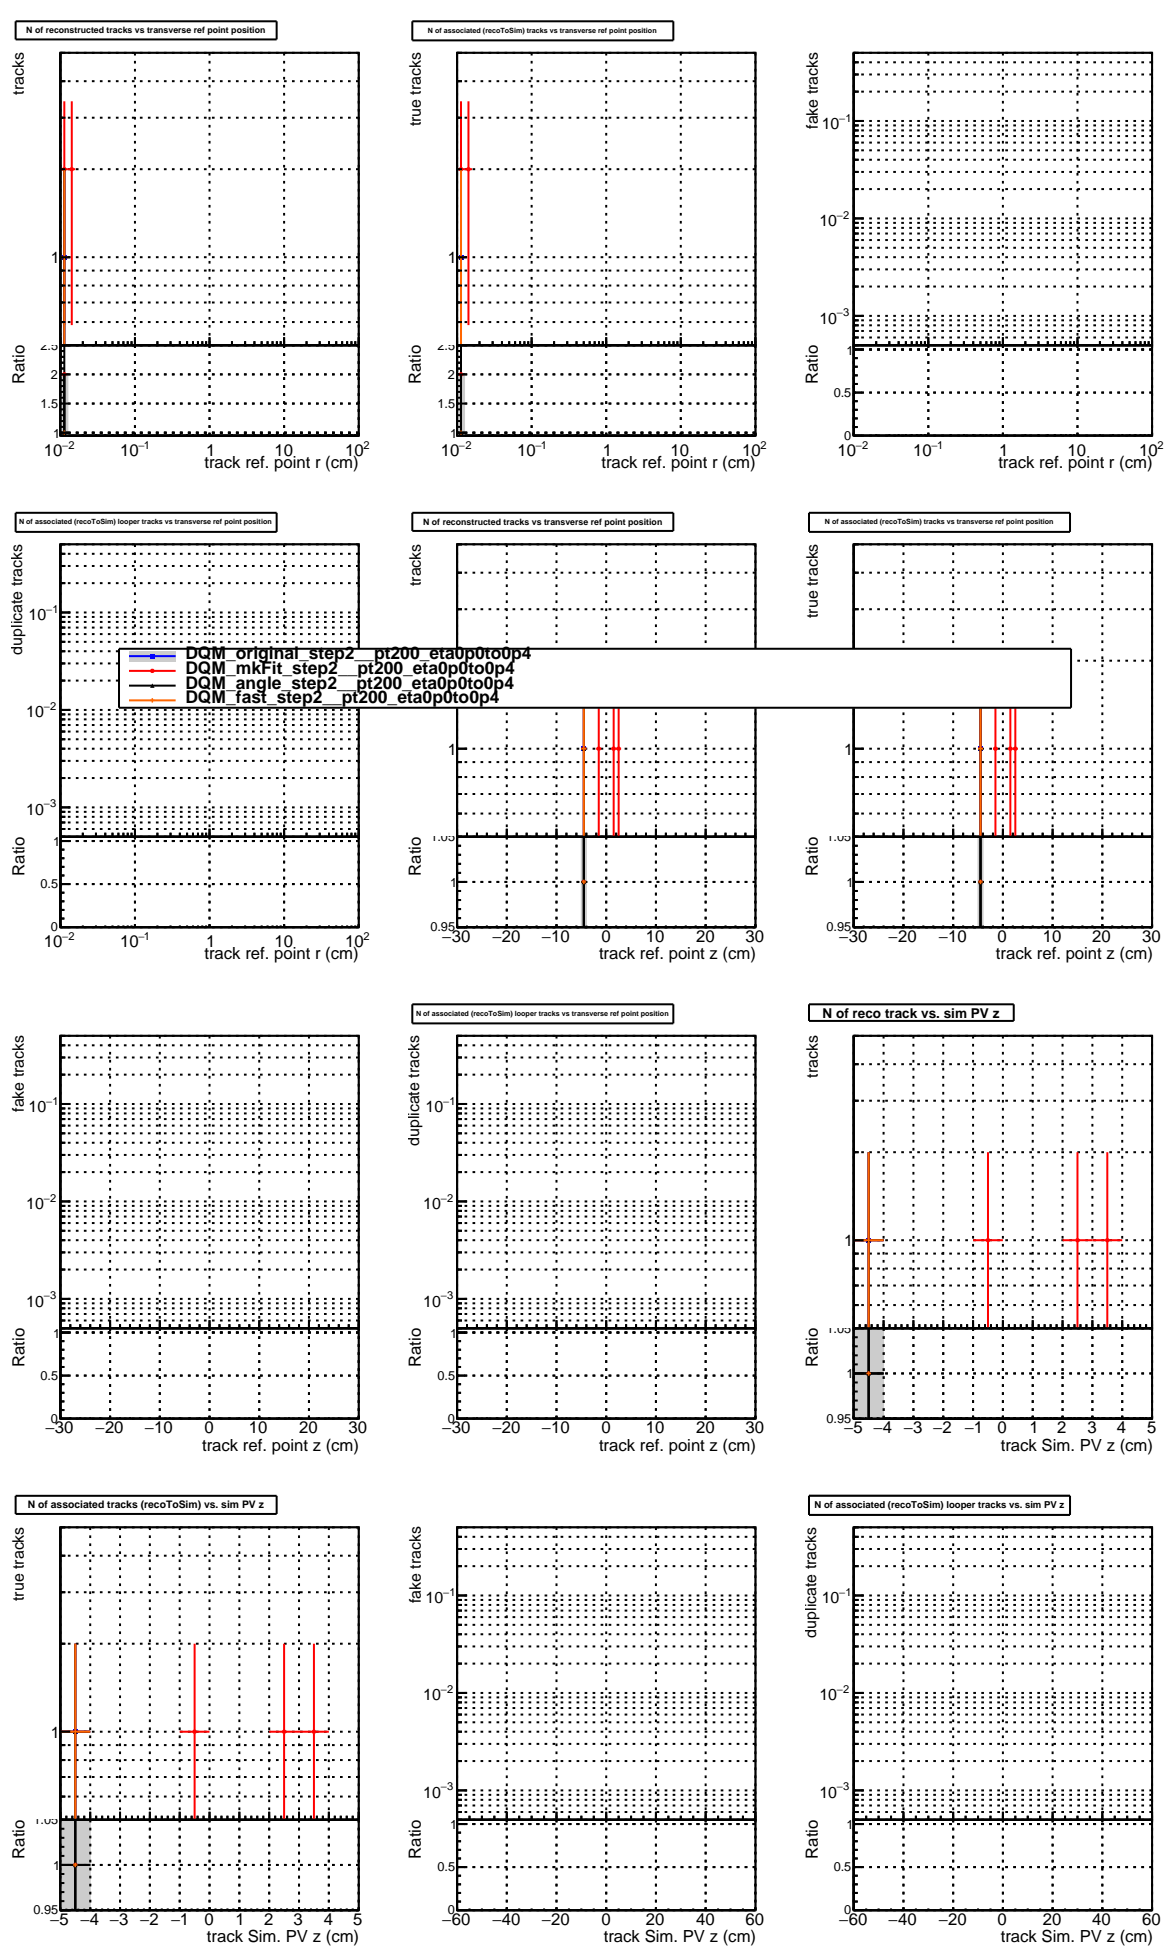 N of reconstructed tracks vs transverse ref point position
tracks
1
Ratio
2.5
2
1.5
1
10−2 10−1 1 10 102
track ref. point r (cm)
N of associated (recoToSim) tracks vs transverse ref point position
true tracks
1
Ratio
2.5
2
1.5
1
10−2 10−1 1 10 102
track ref. point r (cm)
fake tracks
10−1
10−2
10−3
Ratio
1
0.5
0
10−2 10−1 1 10 102
track ref. point r (cm)
N of associated (recoToSim) looper tracks vs transverse ref point position
duplicate tracks
10−1
10−2
10−3
Ratio
1
0.5
0
10−2 10−1 1 10 102
track ref. point r (cm)
N of reconstructed tracks vs transverse ref point position
tracks
1
Ratio
1.05
1
0.95
−30 −20 −10 0 10 20 30
track ref. point z (cm)
N of associated (recoToSim) tracks vs transverse ref point position
true tracks
1
Ratio
1.05
1
0.95
−30 −20 −10 0 10 20 30
track ref. point z (cm)
DQM_original_step2__pt200_eta0p0to0p4
DQM_mkFit_step2__pt200_eta0p0to0p4
DQM_angle_step2__pt200_eta0p0to0p4
DQM_fast_step2__pt200_eta0p0to0p4
fake tracks
10−1
10−2
10−3
Ratio
1
0.5
0
−30 −20 −10 0 10 20 30
track ref. point z (cm)
N of associated (recoToSim) looper tracks vs transverse ref point position
duplicate tracks
10−1
10−2
10−3
Ratio
1
0.5
0
−30 −20 −10 0 10 20 30
track ref. point z (cm)
N of reco track vs. sim PV z
tracks
1
Ratio
1.05
1
0.95
−5 −4 −3 −2 −1 0 1 2 3 4 5
track Sim. PV z (cm)
N of associated tracks (recoToSim) vs. sim PV z
true tracks
1
Ratio
1.05
1
0.95
−5 −4 −3 −2 −1 0 1 2 3 4 5
track Sim. PV z (cm)
fake tracks
10−1
10−2
10−3
Ratio
1
0.5
0
−60 −40 −20 0 20 40 60
track Sim. PV z (cm)
N of associated (recoToSim) looper tracks vs. sim PV z
duplicate tracks
10−1
10−2
10−3
Ratio
1
0.5
0
−60 −40 −20 0 20 40 60
track Sim. PV z (cm)